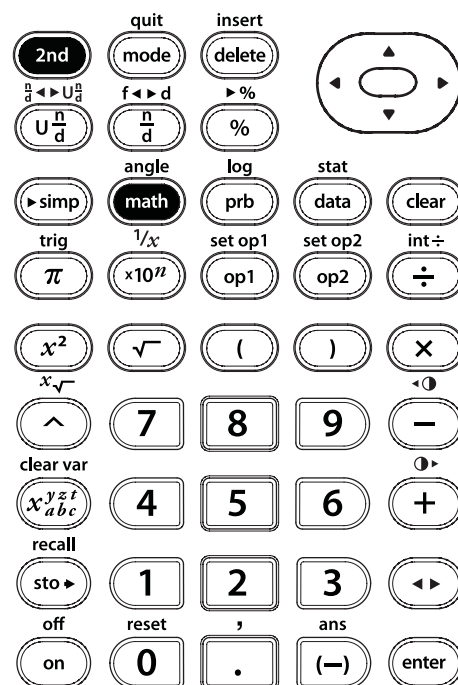 quit insert
2nd mode delete
n/d ◄► U n/d f ◄► d ► %
U n/d n/d %
angle log stat
►simp math prb data clear
trig 1/x set op1 set op2 int÷
π ×10ⁿ op1 op2 ÷
x² √ ( ) ×
ˣ√ ◄◑
^ 7 8 9 −
clear var ◑►
x y z t a b c 4 5 6 +
recall
sto► 1 2 3 ◄►
off reset , ans
on 0 . (−) enter